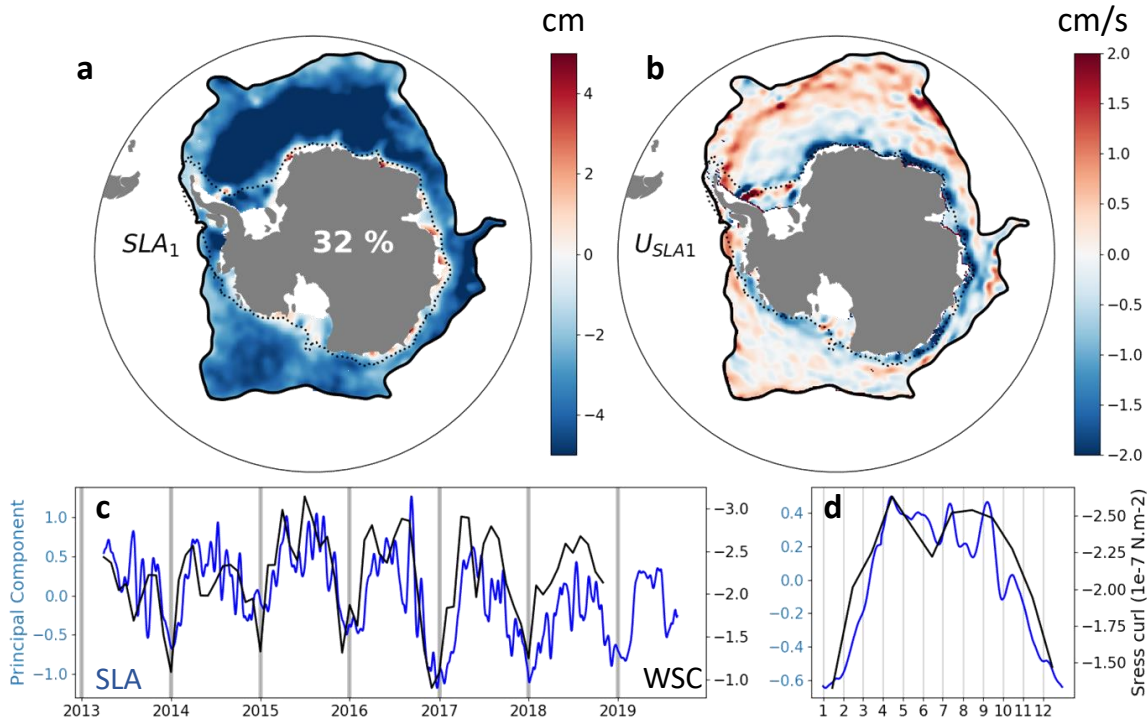 cm
cm/s
a
b
4
2
0
−2
−4
SLA1
32 %
2.0
1.5
1.0
0.5
0.0
−0.5
−1.0
−1.5
−2.0
USLA1
c
d
Principal Component
1.0
0.5
0.0
−0.5
−1.0
SLA
WSC
−3.0
−2.5
−2.0
−1.5
−1.0
2013 2014 2015 2016 2017 2018 2019
0.4
0.2
0.0
−0.2
−0.4
−0.6
−2.50
−2.25
−2.00
−1.75
−1.50
Sresss curl (1e-7 N.m-2)
1 2 3 4 5 6 7 8 9 10 11 12